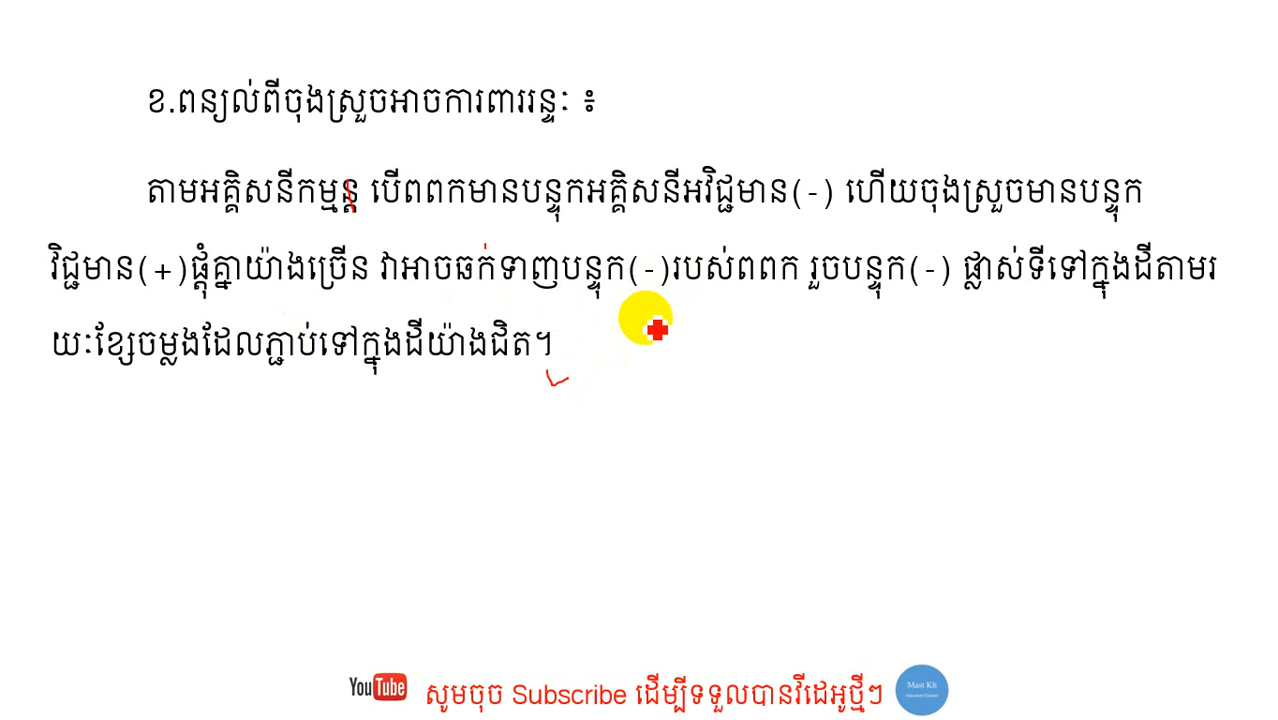 ខ.ពន្យល់ពីចុងស្រួចអាចការពាររន្ទះ ៖
តាមអគ្គិសនីកម្មន្ត បើពពកមានបន្ទុកអគ្គិសនីអវិជ្ជមាន(-) ហើយចុងស្រួចមានបន្ទុក
វិជ្ជមាន(+)ផ្តុំគ្នាយ៉ាងច្រើន វាអាចឆក់ទាញបន្ទុក(-)របស់ពពក រួចបន្ទុក(-) ផ្លាស់ទីទៅក្នុងដីតាមរ
យៈខ្សែចម្លងដែលភ្ជាប់ទៅក្នុងដីយ៉ាងជិត។
YouTube សូមចុច Subscribe ដើម្បីទទួលបានវីដេអូថ្មីៗ Mast Kh